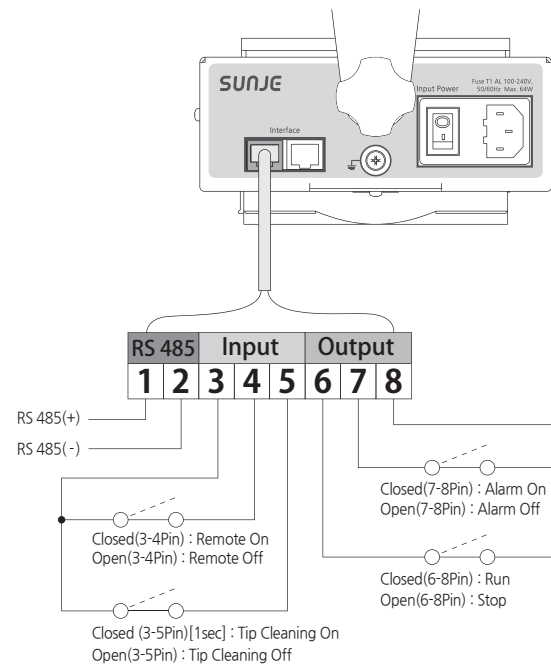 SUNJE
Fuse T1 AL 100-240V,
50/60Hz Max. 64W
Input Power
Interface
RS 485 Input Output
1 2 3 4 5 6 7 8
RS 485(+)
RS 485(-)
Closed(7-8Pin) : Alarm On
Open(7-8Pin) : Alarm Off
Closed(3-4Pin) : Remote On
Open(3-4Pin) : Remote Off
Closed(6-8Pin) : Run
Open(6-8Pin) : Stop
Closed (3-5Pin)[1sec] : Tip Cleaning On
Open(3-5Pin) : Tip Cleaning Off